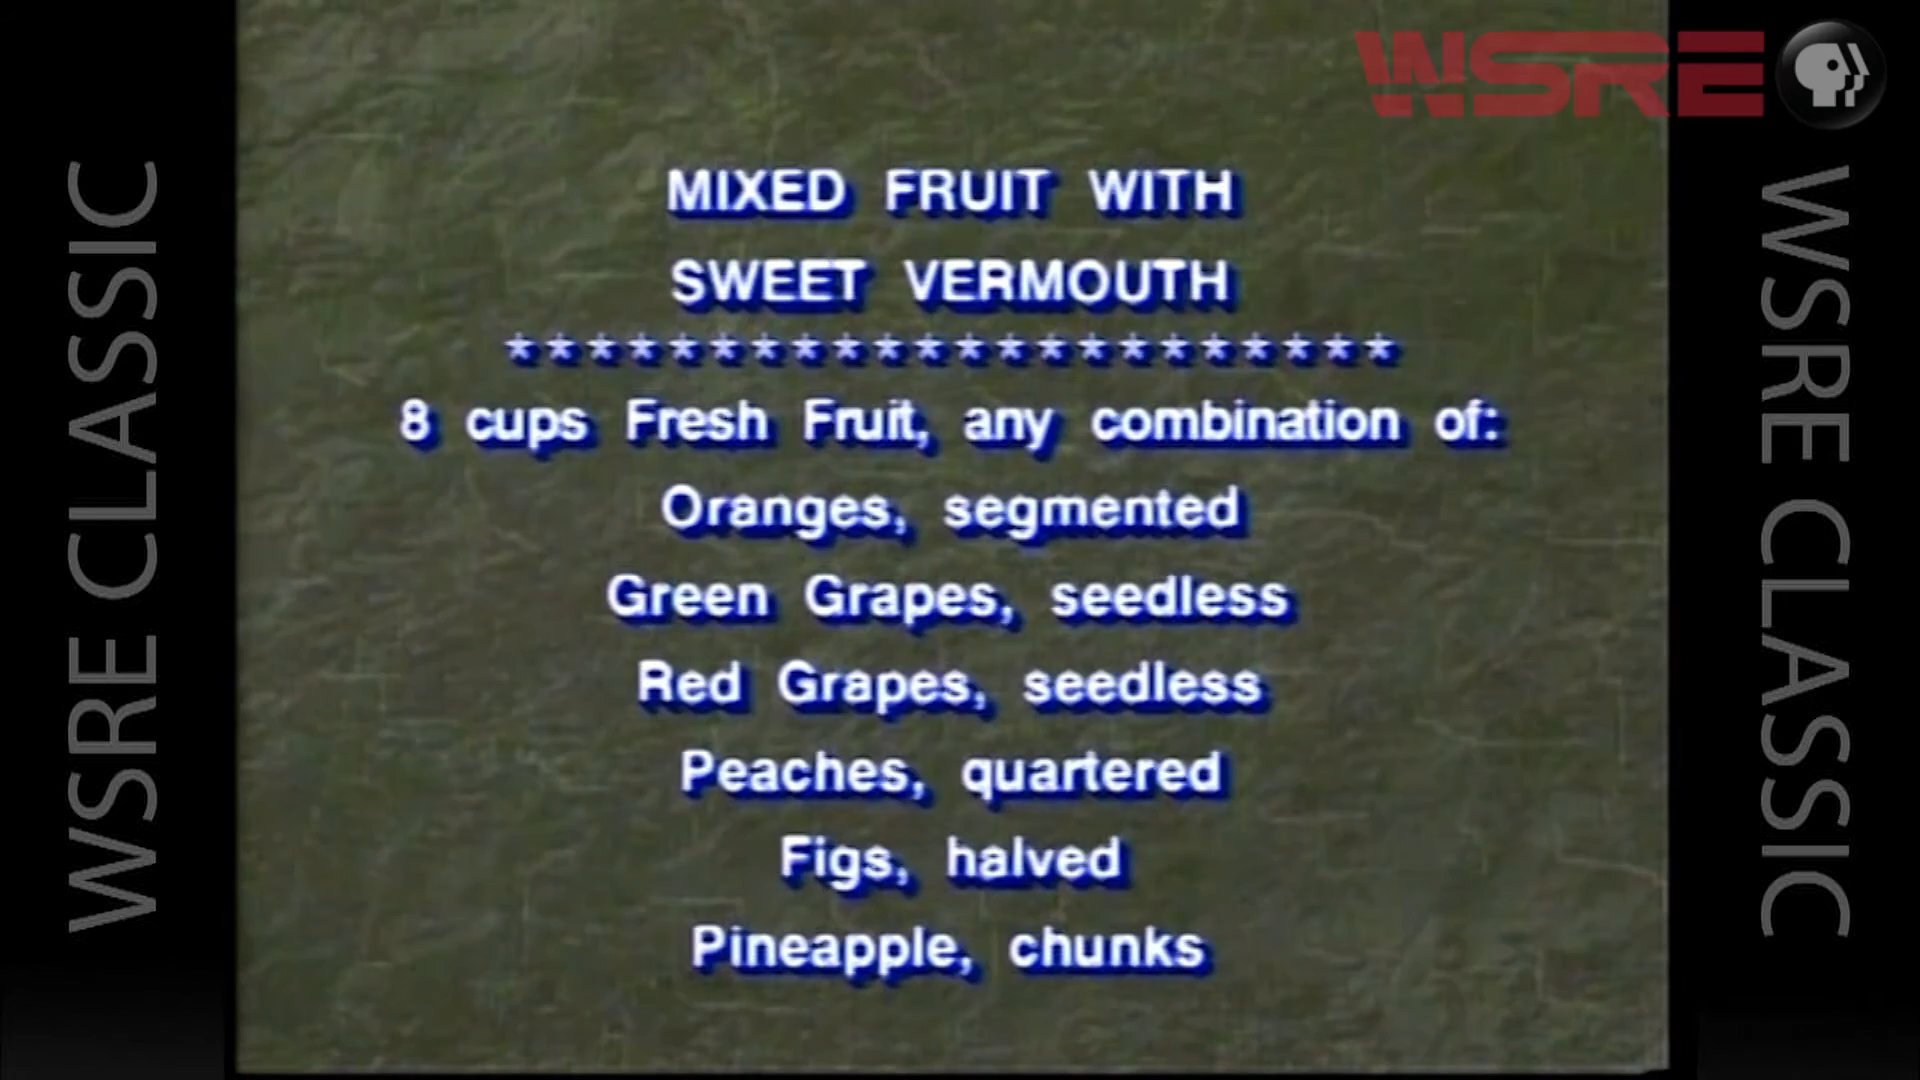 WSRE
WSRE CLASSIC
MIXED FRUIT WITH
SWEET VERMOUTH
**********************
8 cups Fresh Fruit, any combination of:
Oranges, segmented
Green Grapes, seedless
Red Grapes, seedless
Peaches, quartered
Figs, halved
Pineapple, chunks
WSRE CLASSIC